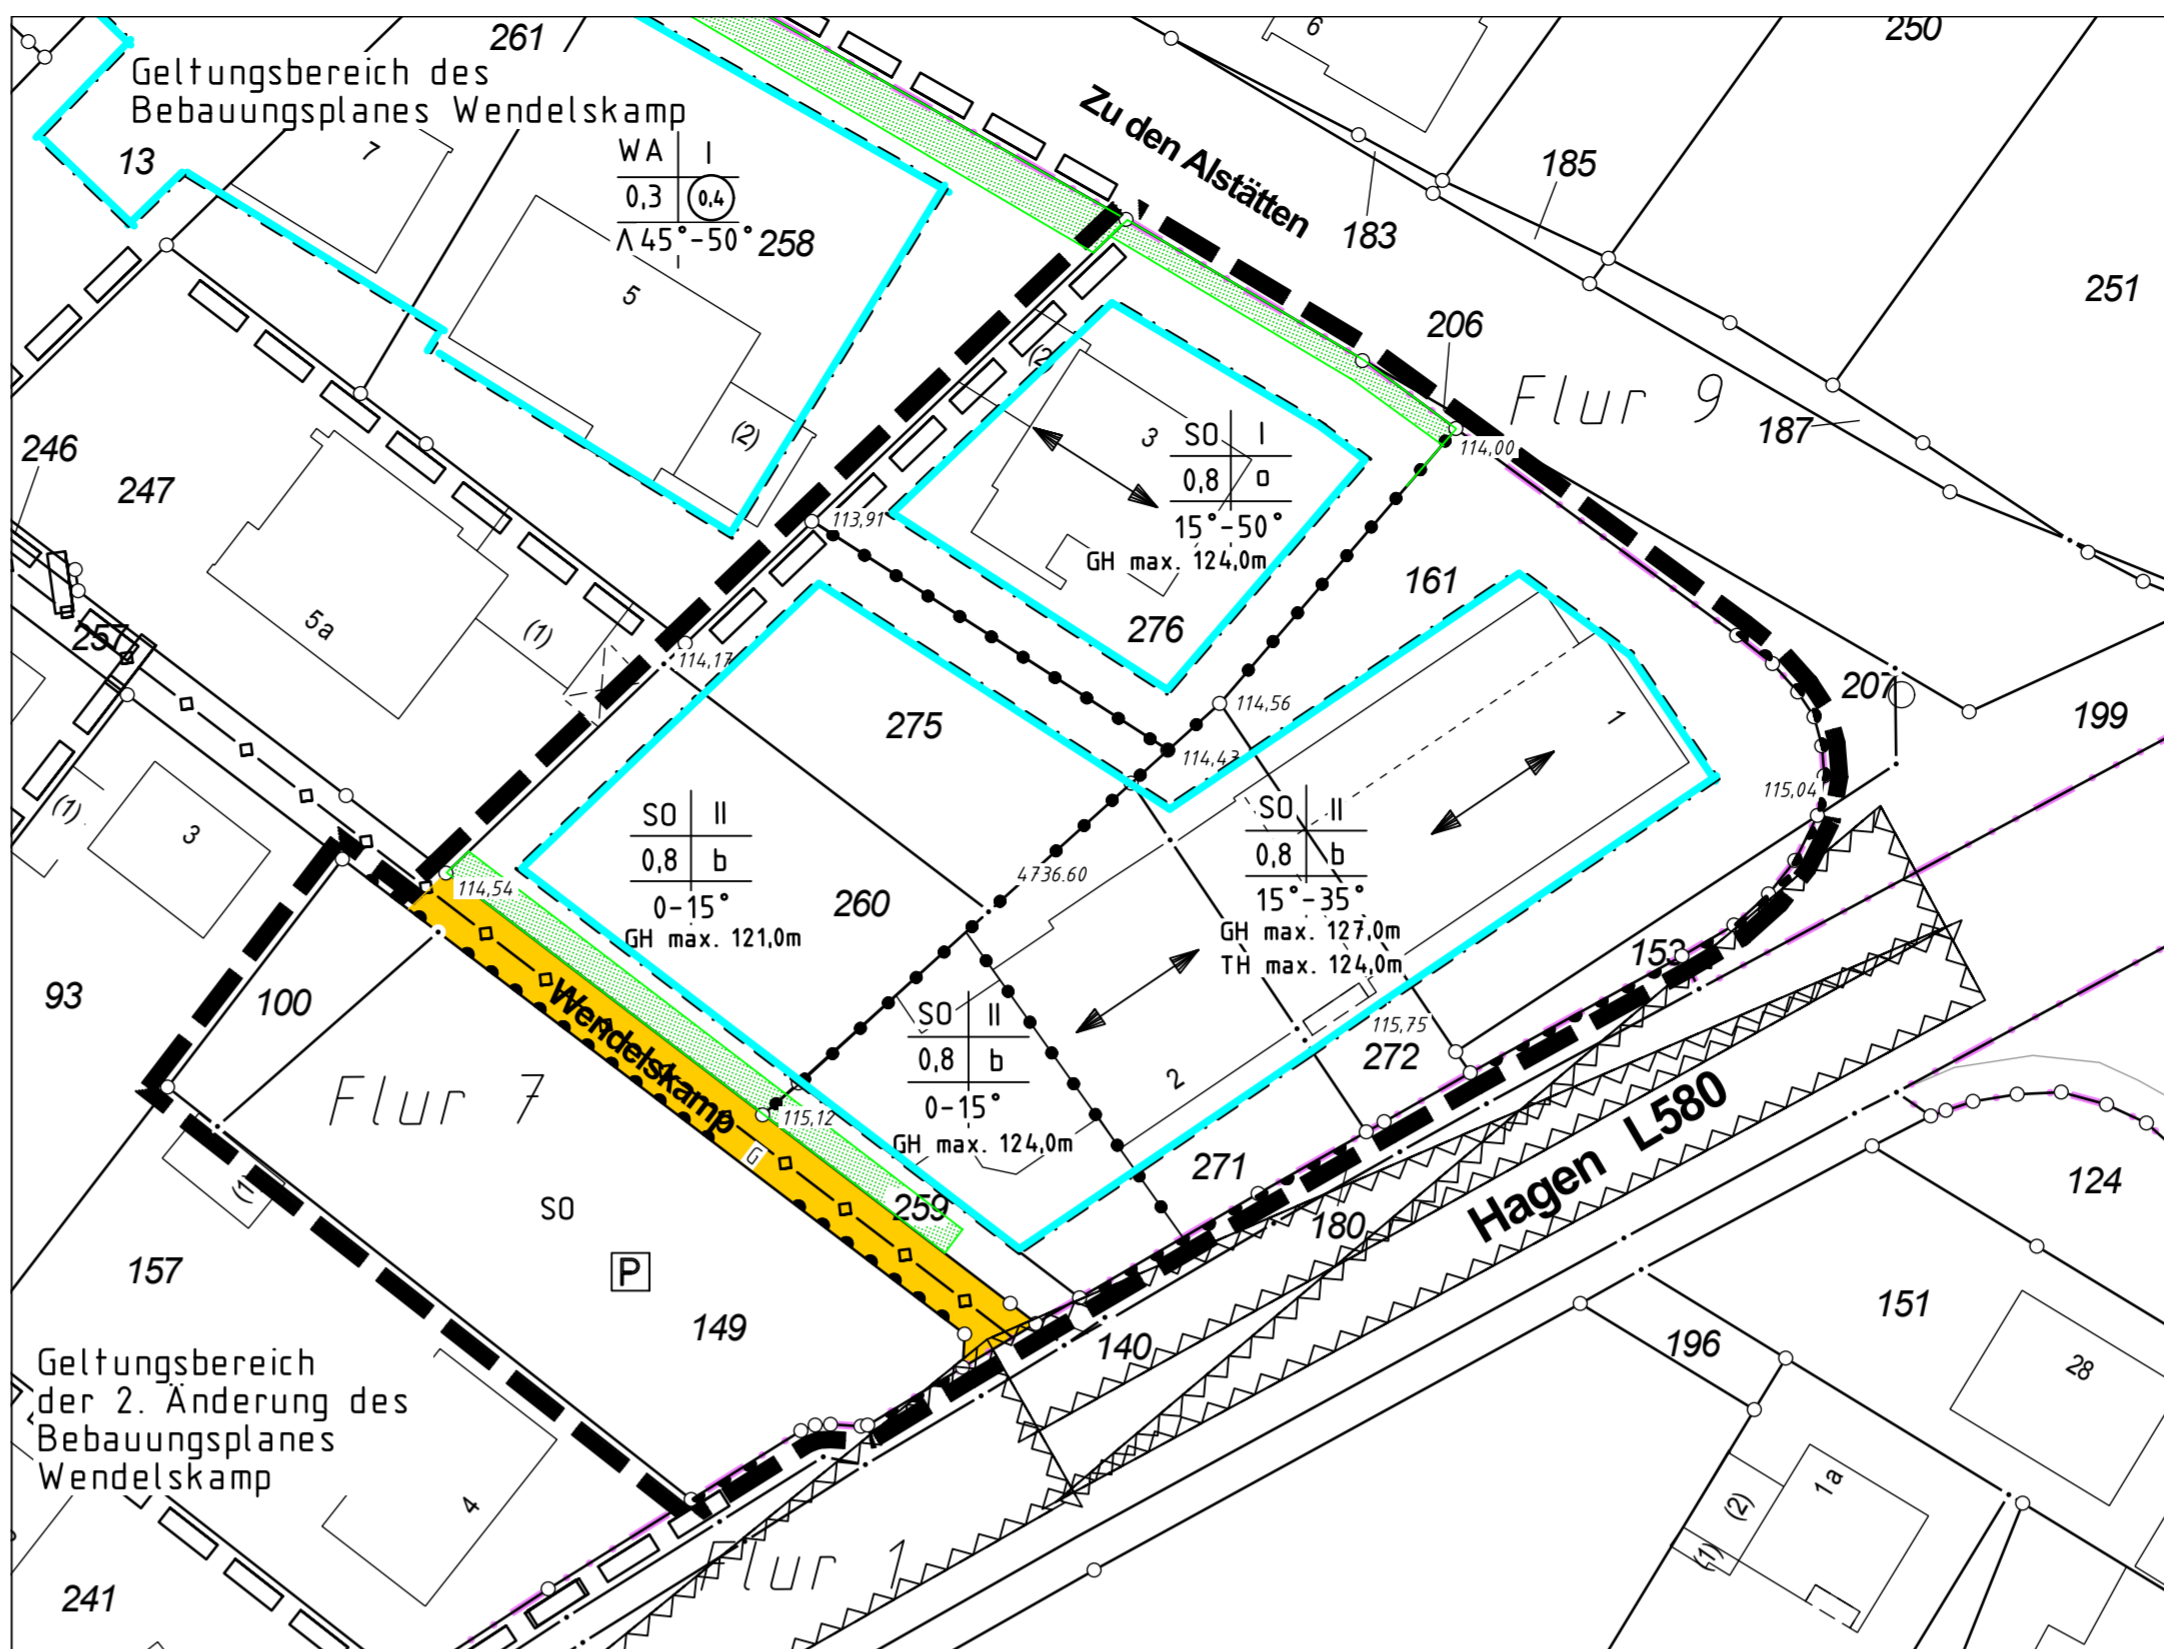 261
250
6
Geltungsbereich des
Bebauungsplanes Wendelskamp
Zu den Alstätten
13
7
WA I
0,3 0,4
45°-50°
258
183
185
251
5
206
Flur 9
187
(2)
246
247
3
SO I
0,8 a
15°-50°
GH max. 124,0m
114,00
113,91
276
161
257
5a
(1)
114,17
207
199
275
114,56
114,43
1
115,04
(1)
3
SO II
0,8 b
0-15°
GH max. 121,0m
260
4736.60
SO II
0,8 b
15°-35°
GH max. 127,0m
TH max. 124,0m
114,54
153
93
100
Wendelskamp
SO II
0,8 b
0-15°
GH max. 124,0m
115,75
272
2
Flur 7
115,12
G
Hagen L580
271
259
180
124
(1)
SO
P
157
149
140
151
196
28
Geltungsbereich
der 2. Änderung des
Bebauungsplanes
Wendelskamp
4
1a
(2)
(1)
Flur 1
241